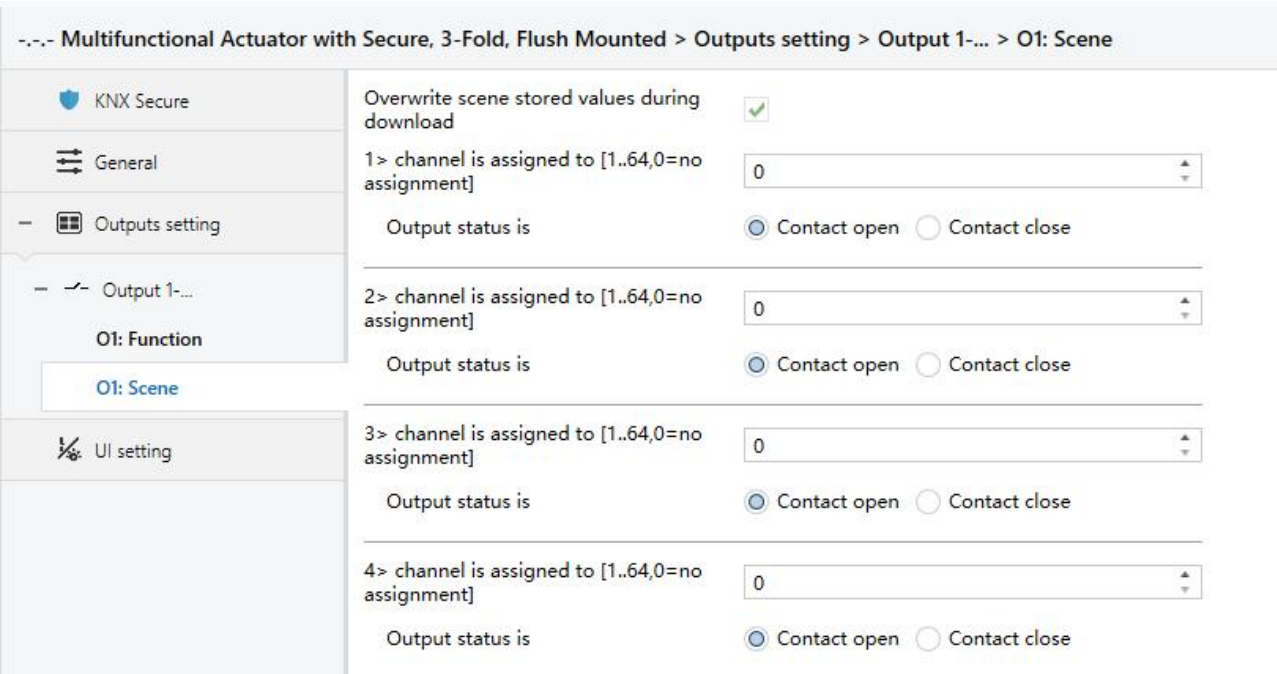 -.-.- Multifunctional Actuator with Secure, 3-Fold, Flush Mounted > Outputs setting > Output 1-... > O1: Scene
KNX Secure
General
Outputs setting
Output 1-...
O1: Function
O1: Scene
UI setting
Overwrite scene stored values during
download
1> channel is assigned to [1..64,0=no
assignment]
0
Output status is
Contact open
Contact close
2> channel is assigned to [1..64,0=no
assignment]
0
Output status is
Contact open
Contact close
3> channel is assigned to [1..64,0=no
assignment]
0
Output status is
Contact open
Contact close
4> channel is assigned to [1..64,0=no
assignment]
0
Output status is
Contact open
Contact close